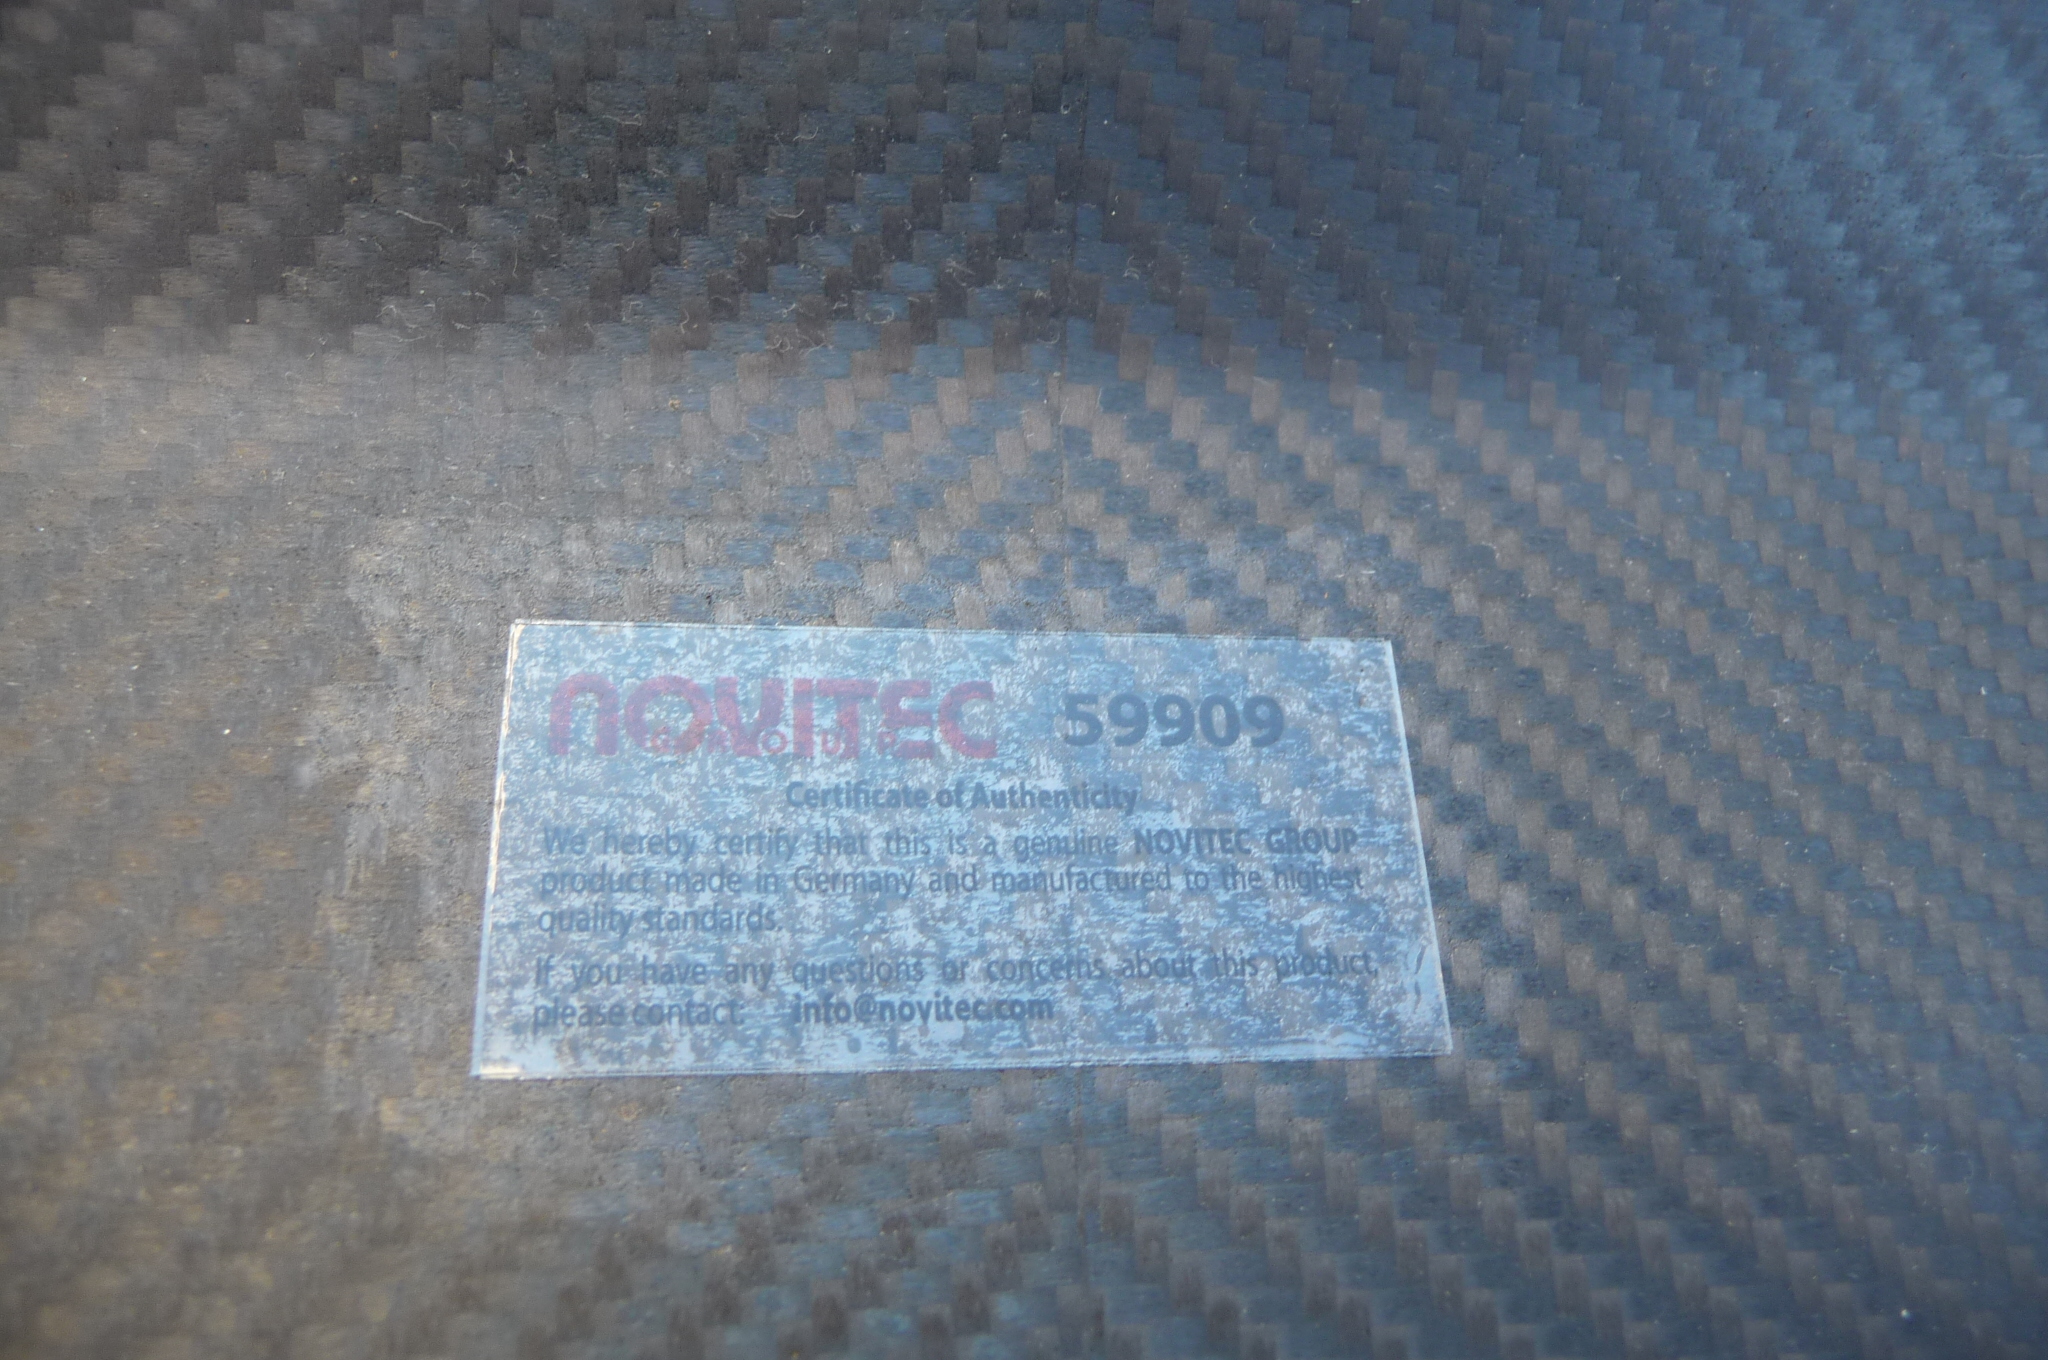 NOVITEC 59909
GROUP
Certificate of Authenticity
We hereby certify that this is a genuine NOVITEC GROUP
product made in Germany and manufactured to the highest
quality standards.
If you have any questions or concerns about this product,
please contact: info@novitec.com